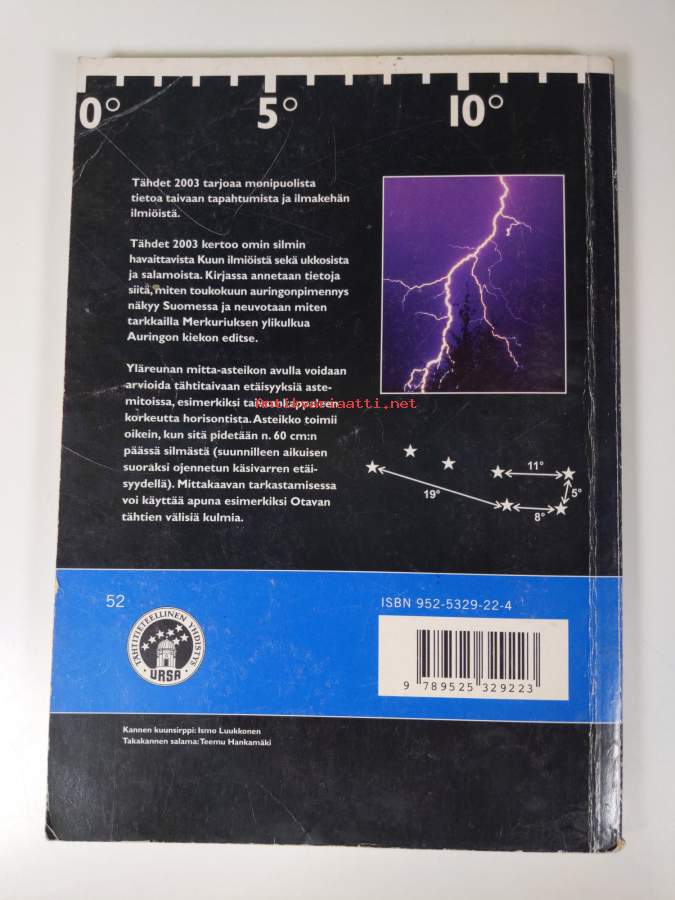 0° 5° 10°
Tähdet 2003 tarjoaa monipuolista
tietoa taivaan tapahtumista ja ilmakehän
ilmiöistä.
Tähdet 2003 kertoo omin silmin
havaittavista Kuun ilmiöistä sekä ukkosista
ja salamoista. Kirjassa annetaan tietoja
siitä, miten toukokuun auringonpimennys
näkyy Suomessa ja neuvotaan miten
tarkkailla Merkuriuksen ylikulkua
Auringon kiekon editse.
Yläreunan mitta-asteikon avulla voidaan
arvioida tähtitaivaan etäisyyksiä aste-
mitoissa, esimerkiksi taivaankappaleen
korkeutta horisontista. Asteikko toimii
oikein, kun sitä pidetään n. 60 cm:n
päässä silmästä (suunnilleen aikuisen
suoraksi ojennetun käsivarren etäi-
syydellä). Mittakaavan tarkastamisessa
voi käyttää apuna esimerkiksi Otavan
tähtien välisiä kulmia.
Antikvariaatti.net
11°
19°
5°
8°
52
TÄHTITIETEELLINEN YHDISTYS
URSA
ISBN 952-5329-22-4
9 789525 329223
Kannen kuunsirppi: Ismo Luukkonen
Takakannen salama: Teemu Hankamäki